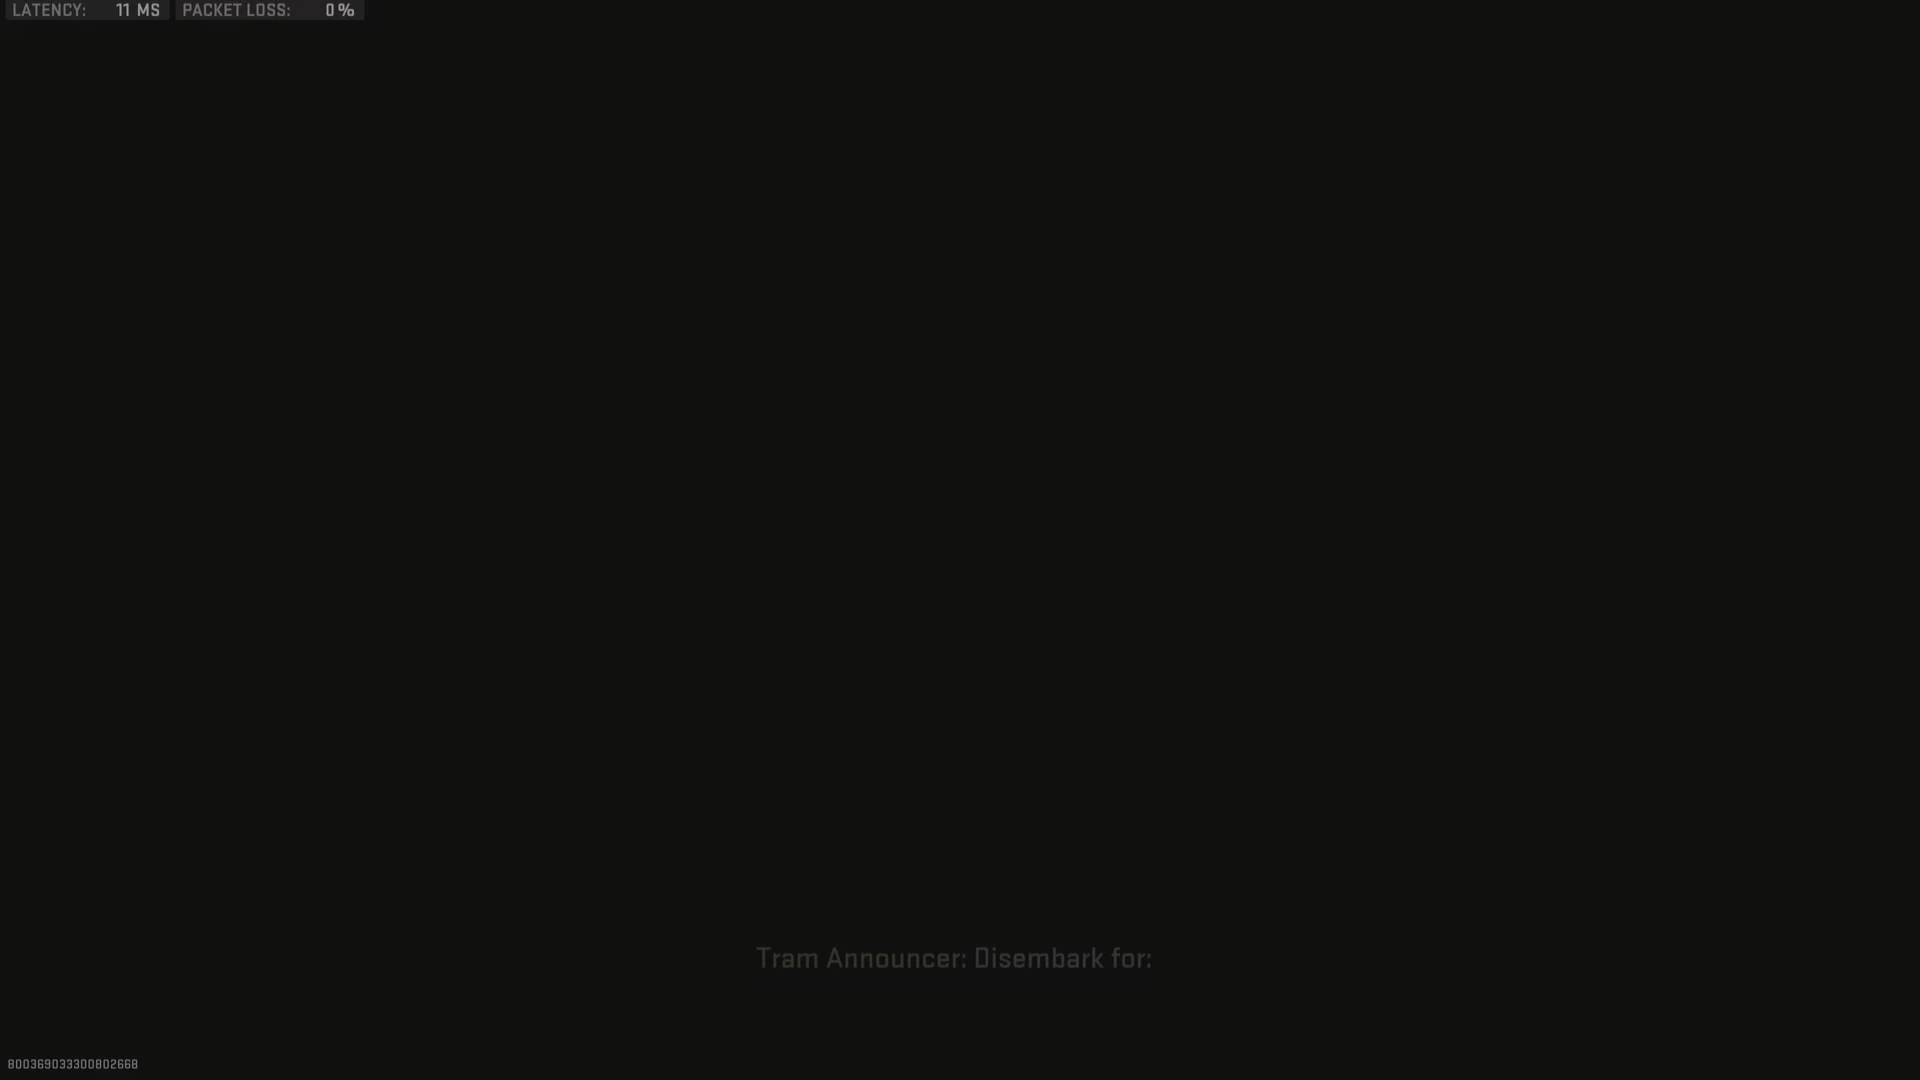 LATENCY: 11 MS PACKET LOSS: 0 %
Tram Announcer: Disembark for:
800369033300802668